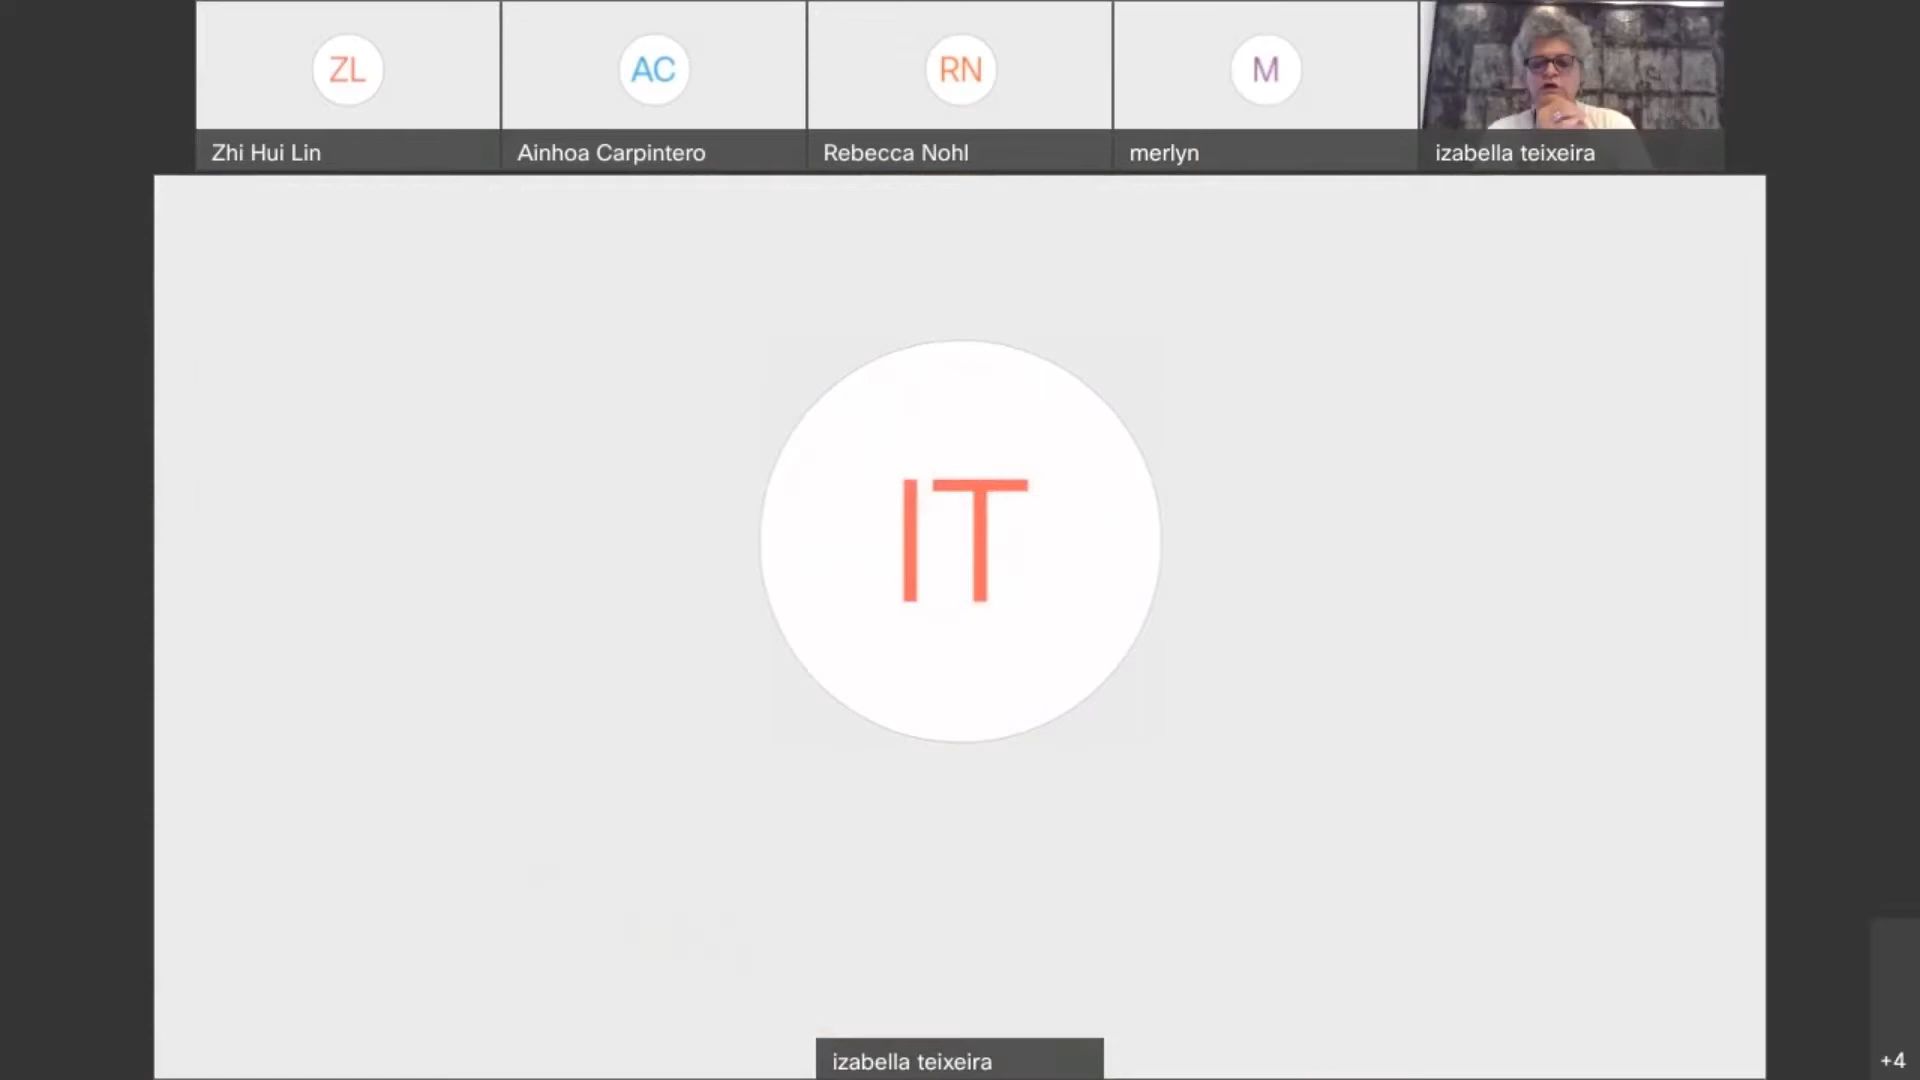 ZL
AC
RN
M
Zhi Hui Lin
Ainhoa Carpintero
Rebecca Nohl
merlyn
izabella teixeira
IT
izabella teixeira
+4